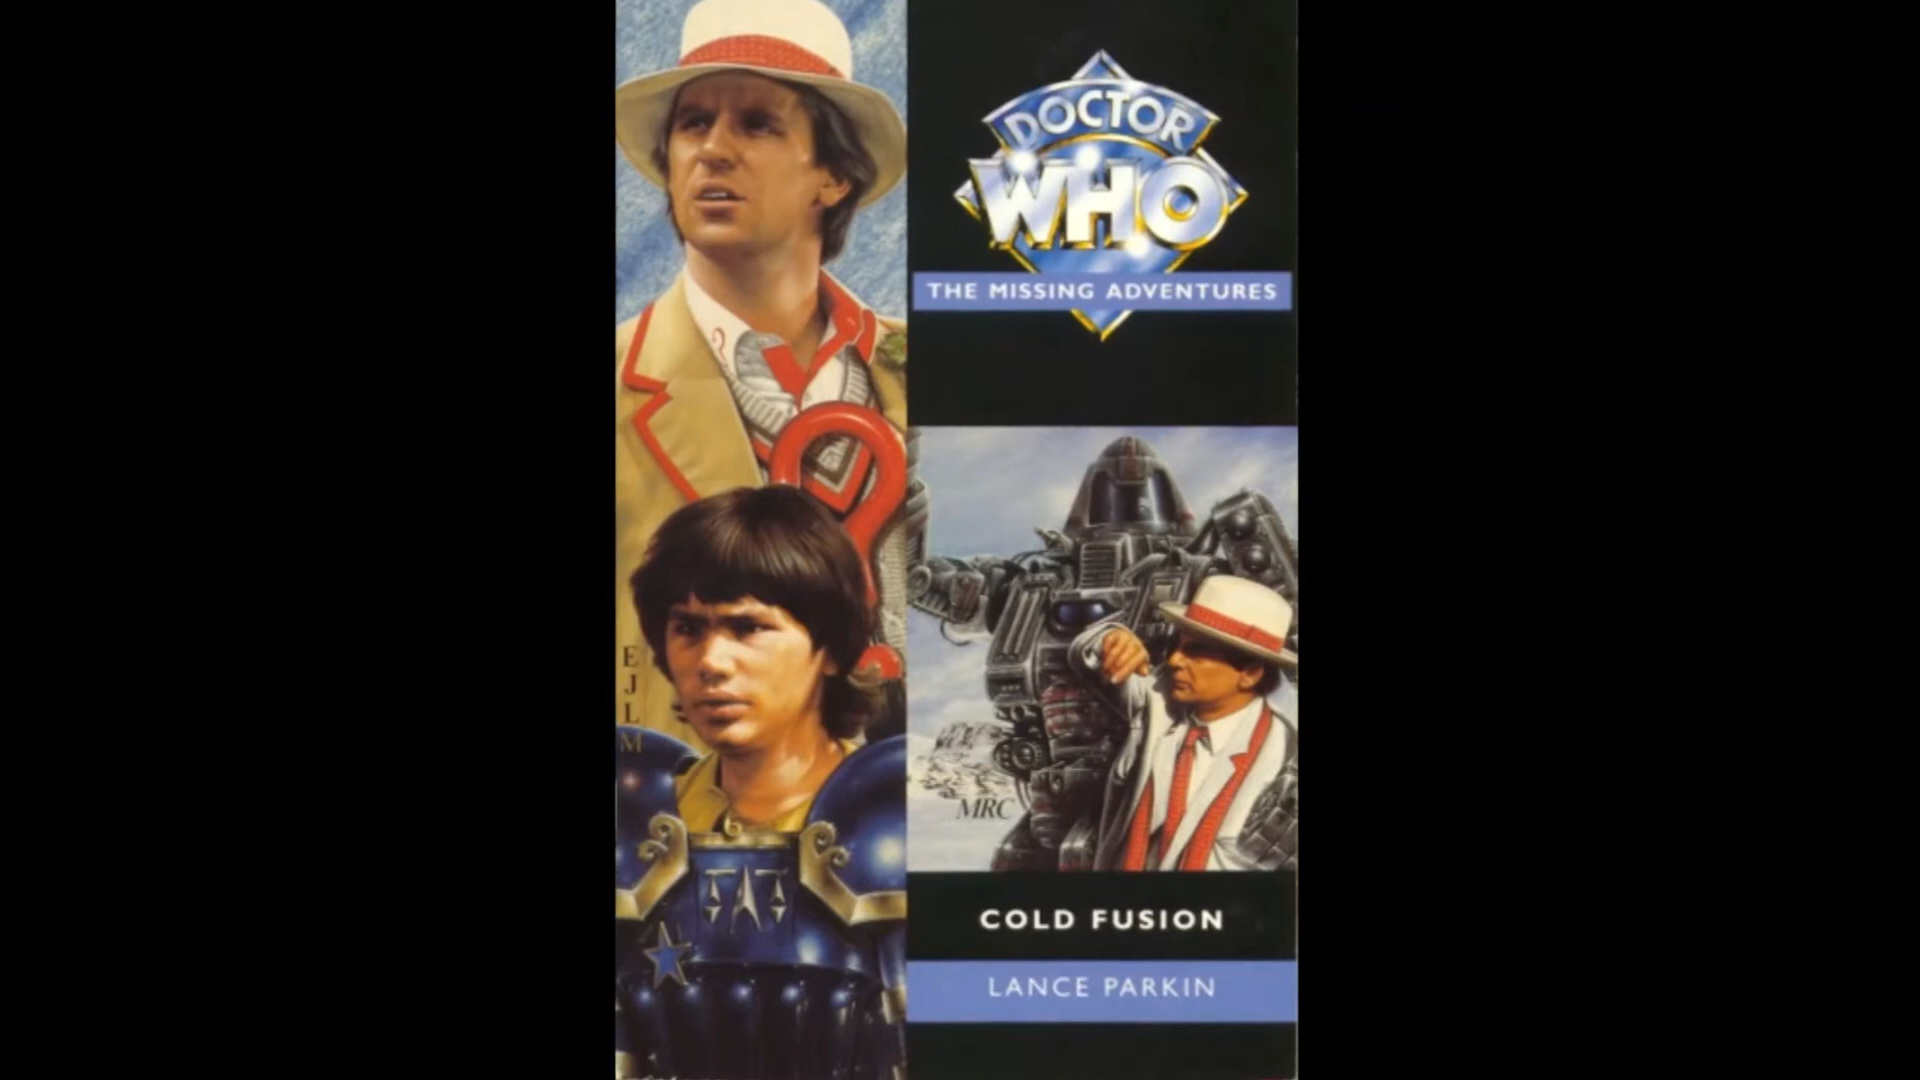 DOCTOR
WHO
THE MISSING ADVENTURES
E
J
L
M
MRC
COLD FUSION
LANCE PARKIN